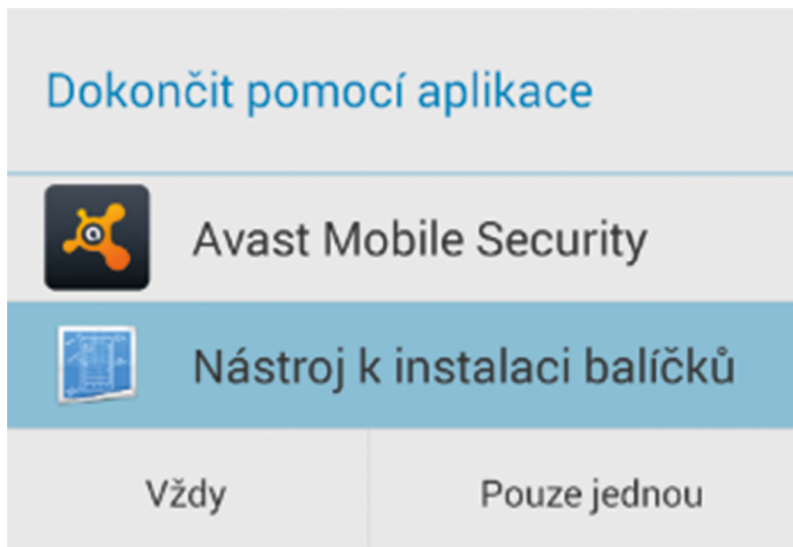 Dokončit pomocí aplikace
Avast Mobile Security
Nástroj k instalaci balíčků
Vždy
Pouze jednou